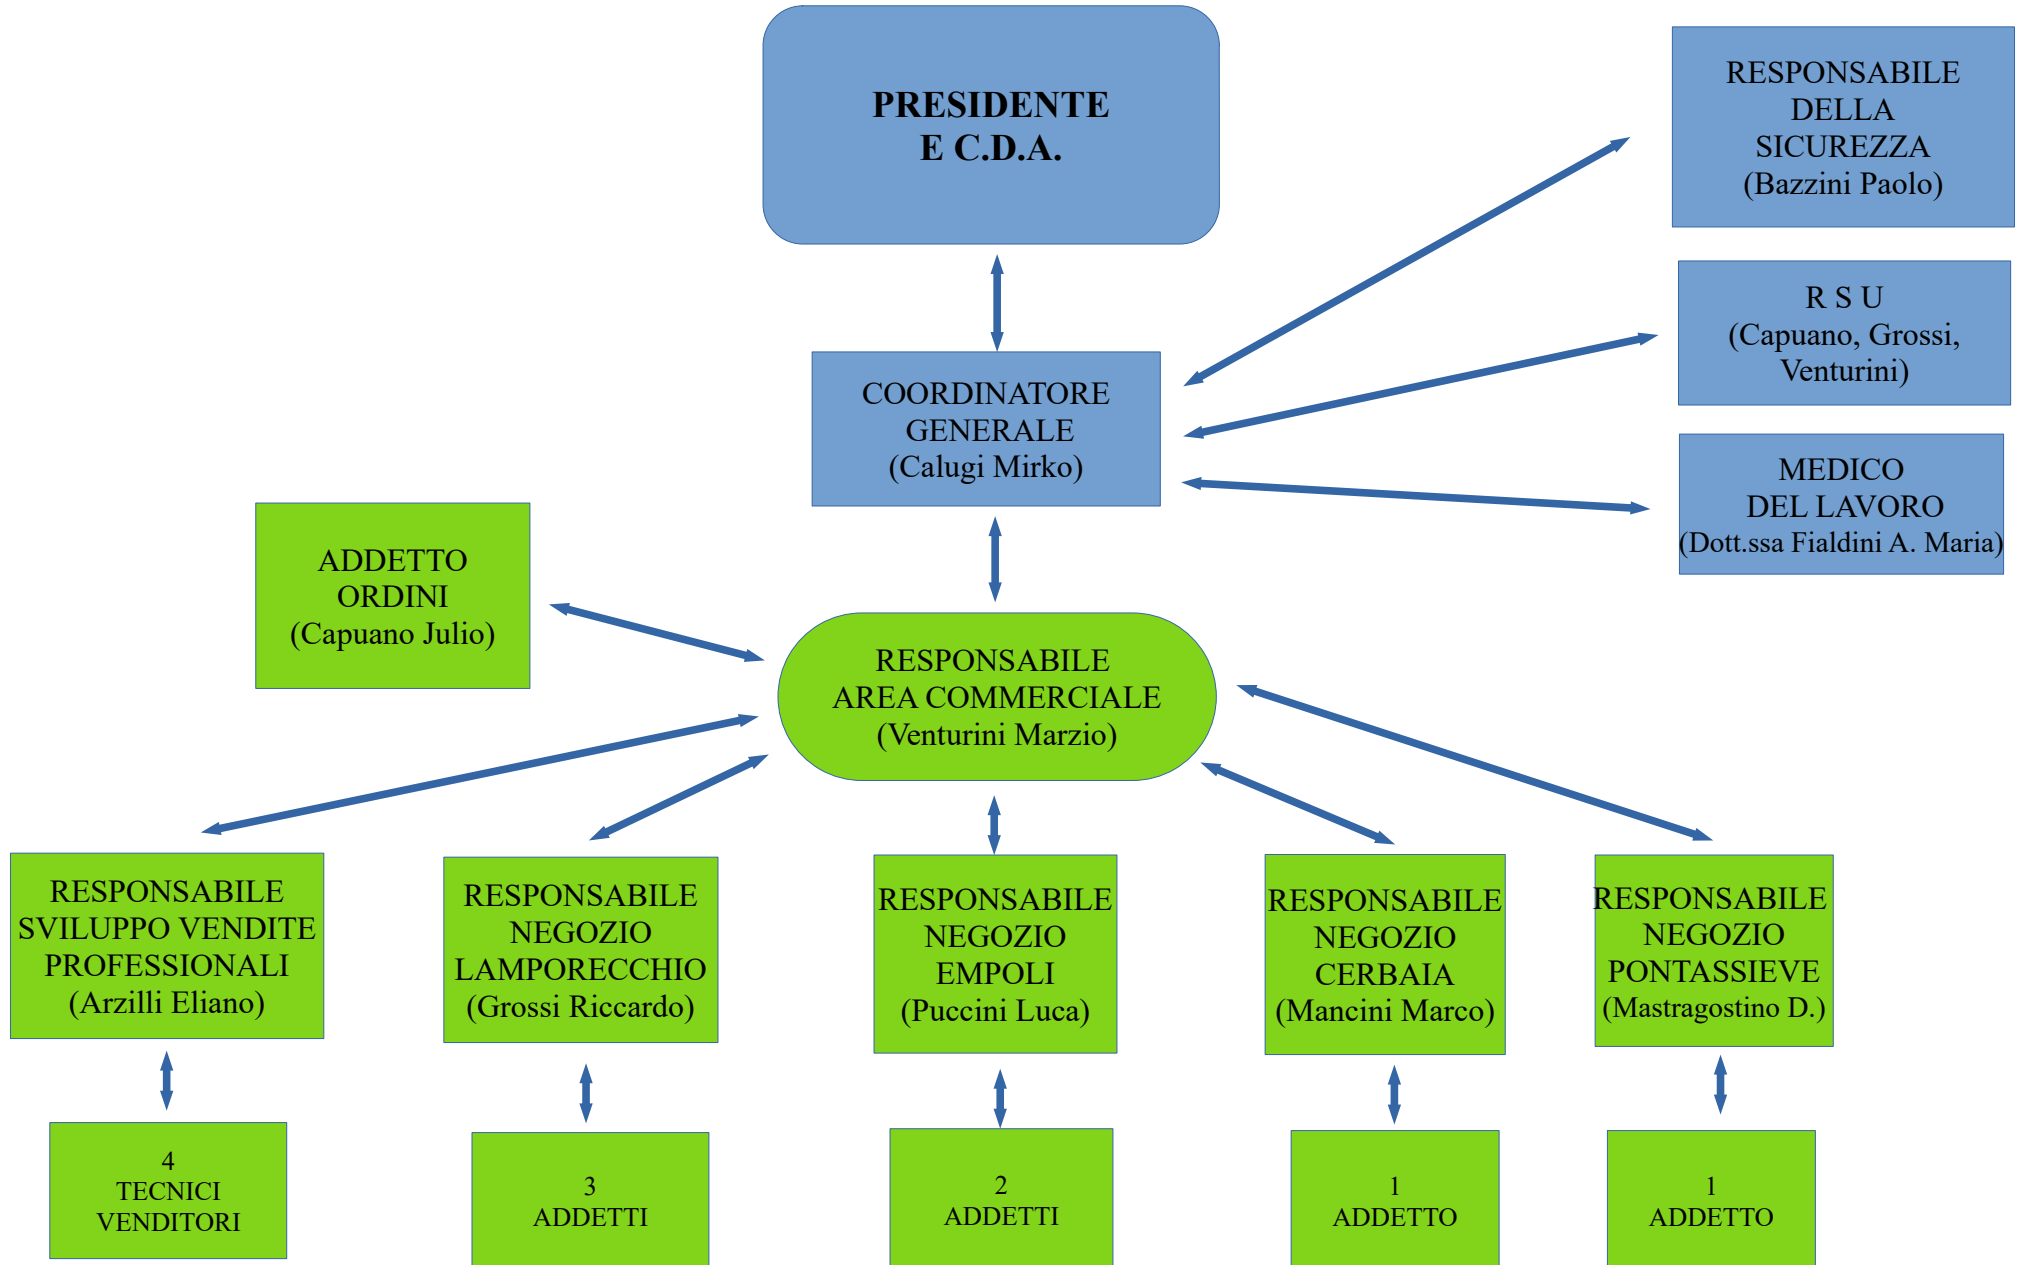 PRESIDENTE
E C.D.A.
RESPONSABILE
DELLA
SICUREZZA
(Bazzini Paolo)
R S U
(Capuano, Grossi,
Venturini)
COORDINATORE
GENERALE
(Calugi Mirko)
MEDICO
DEL LAVORO
(Dott.ssa Fialdini A. Maria)
ADDETTO
ORDINI
(Capuano Julio)
RESPONSABILE
AREA COMMERCIALE
(Venturini Marzio)
RESPONSABILE
SVILUPPO VENDITE
PROFESSIONALI
(Arzilli Eliano)
RESPONSABILE
NEGOZIO
LAMPORECCHIO
(Grossi Riccardo)
RESPONSABILE
NEGOZIO
EMPOLI
(Puccini Luca)
RESPONSABILE
NEGOZIO
CERBAIA
(Mancini Marco)
RESPONSABILE
NEGOZIO
PONTASSIEVE
(Mastragostino D.)
4
TECNICI
VENDITORI
3
ADDETTI
2
ADDETTI
1
ADDETTO
1
ADDETTO